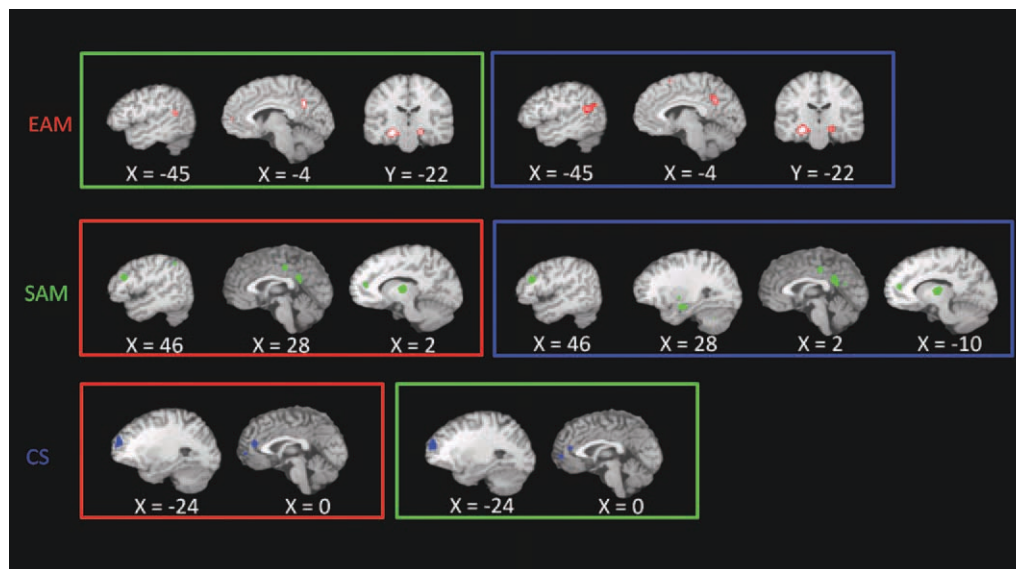 EAM
X = -45 X = -4 Y = -22 X = -45 X = -4 Y = -22
SAM
X = 46 X = 28 X = 2 X = 46 X = 28 X = 2 X = -10
CS
X = -24 X = 0 X = -24 X = 0